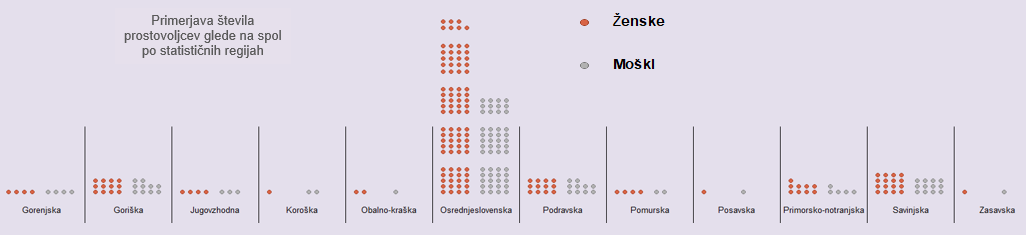 Primerjava števila
prostovoljcev glede na spol
po statističnih regijah
Ženske
Moški
Gorenjska
Goriška
Jugovzhodna
Koroška
Obalno-kraška
Osrednjeslovenska
Podravska
Pomurska
Posavska
Primorsko-notranjska
Savinjska
Zasavska